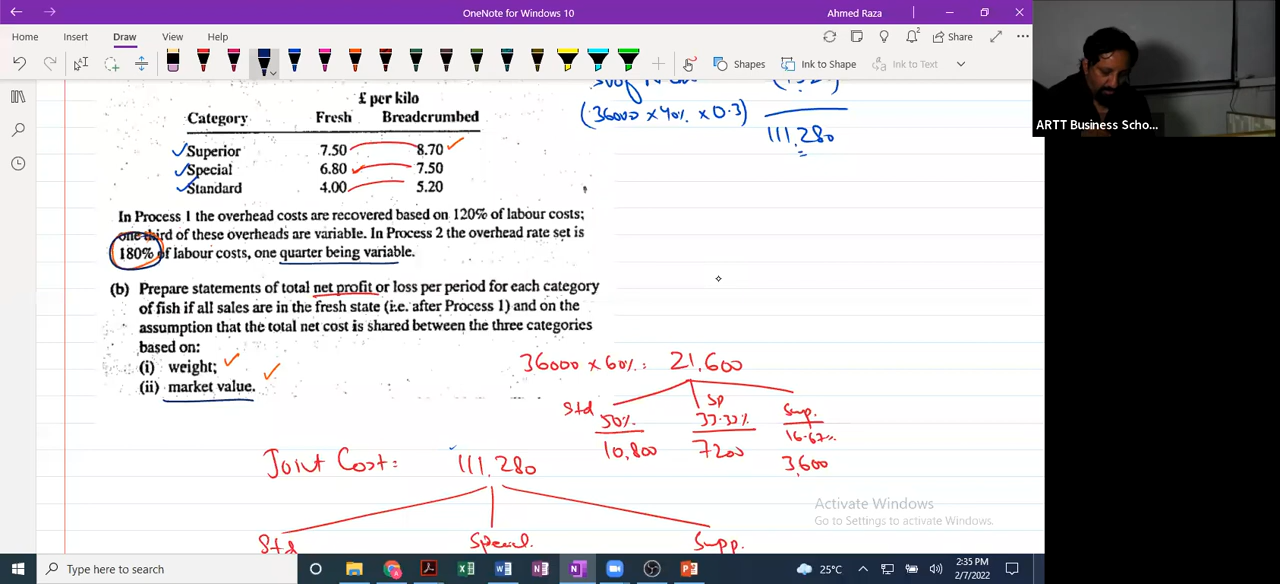 OneNote for Windows 10
Ahmed Raza
Home Insert Draw View Help
Share
Shapes Ink to Shape Ink to Text
£ per kilo
Category Fresh Breadcrumbed
Superior 7.50 8.70
Special 6.80 7.50
Standard 4.00 5.20
(36000 × 40% × 0.3)
111,280
In Process 1 the overhead costs are recovered based on 120% of labour costs;
one third of these overheads are variable. In Process 2 the overhead rate set is
180% of labour costs, one quarter being variable.
(b) Prepare statements of total net profit or loss per period for each category
of fish if all sales are in the fresh state (i.e. after Process 1) and on the
assumption that the total net cost is shared between the three categories
based on:
(i) weight;
(ii) market value.
36000 × 60% = 21,600
Std Sp Sup.
50% 33.33% 16.67%
10,800 7200 3,600
Joint Cost: 111,280
Std Special. Supp.
Activate Windows
Go to Settings to activate Windows.
ARTT Business Scho...
Type here to search
25°C
2:35 PM
2/7/2022